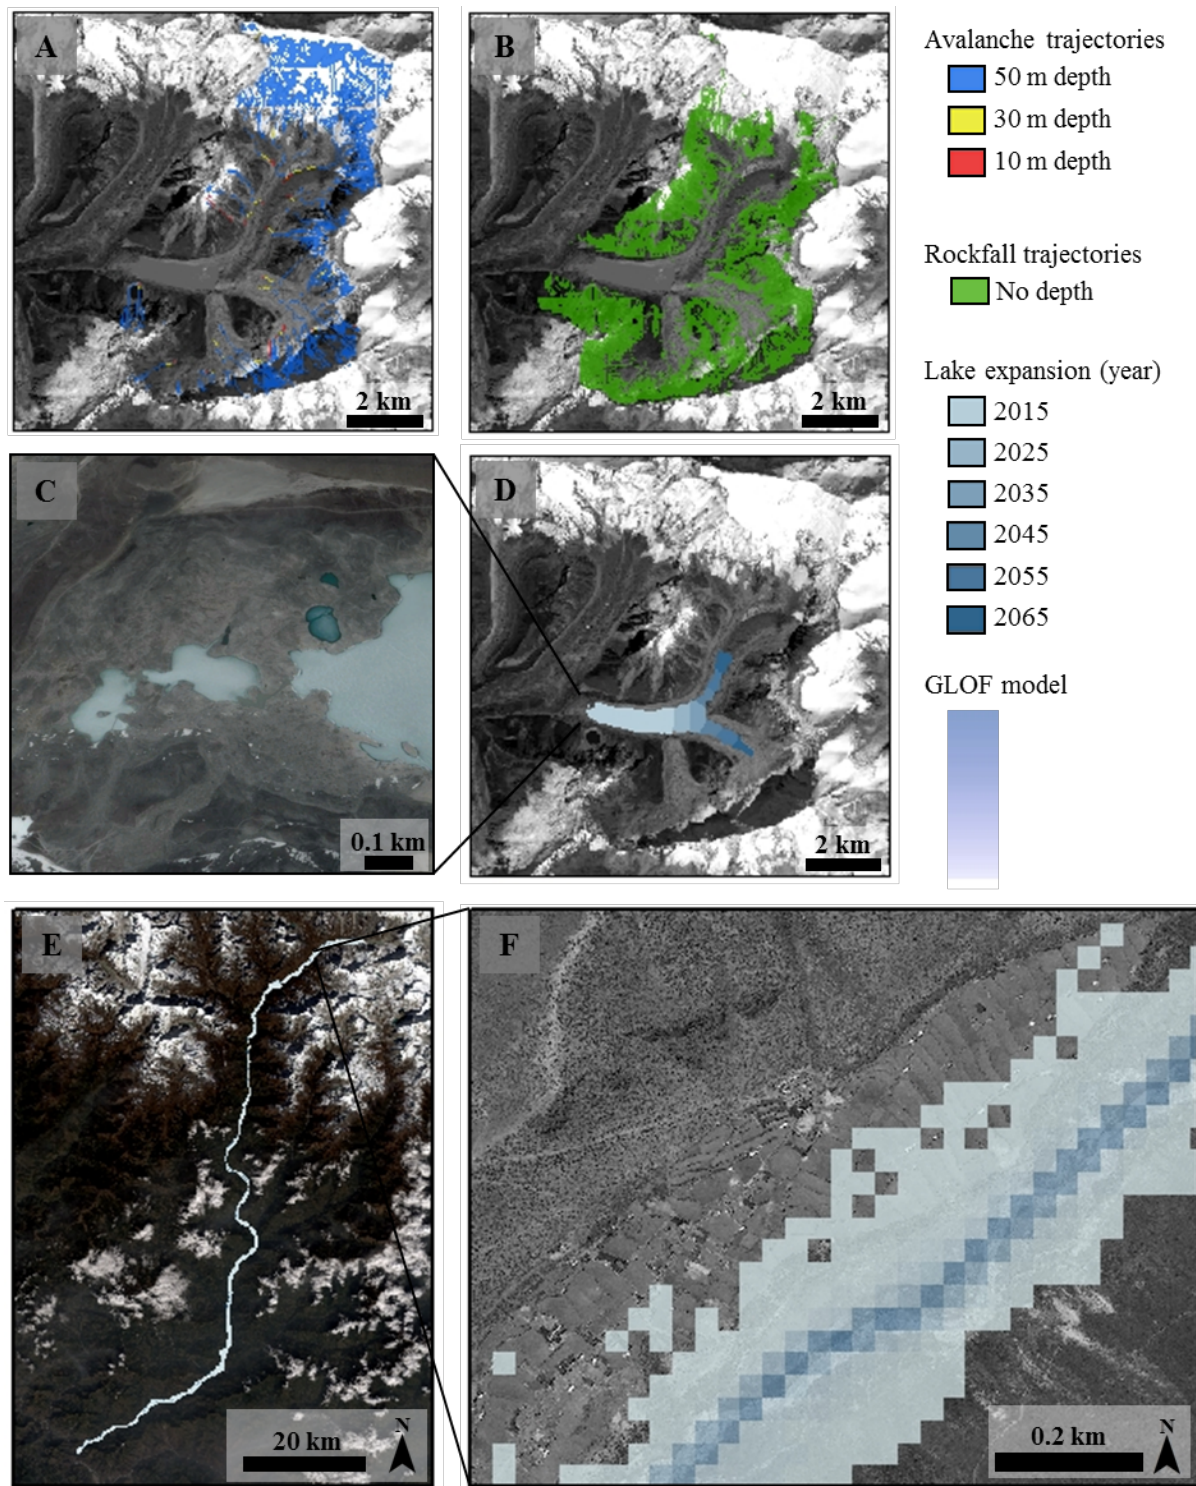 A
B
Avalanche trajectories
50 m depth
30 m depth
10 m depth
Rockfall trajectories
No depth
2 km
2 km
Lake expansion (year)
2015
2025
2035
2045
2055
2065
C
D
GLOF model
0.1 km
2 km
E
F
20 km
N
0.2 km
N